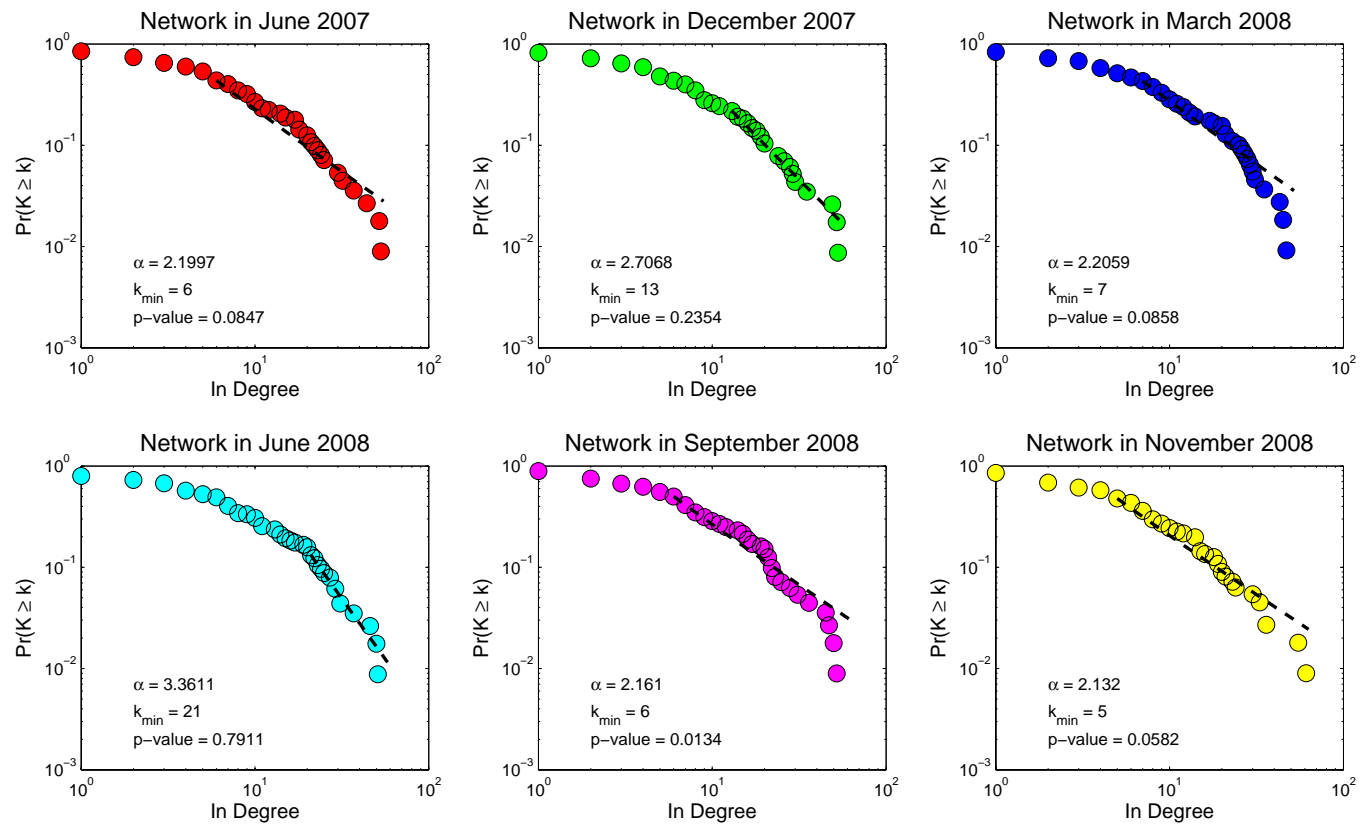 Network in June 2007
Pr(K ≥ k)
10^0
10^−1
10^−2
10^−3
α = 2.1997
k_min = 6
p−value = 0.0847
10^0
10^1
10^2
In Degree
Network in December 2007
Pr(K ≥ k)
10^0
10^−1
10^−2
10^−3
α = 2.7068
k_min = 13
p−value = 0.2354
10^0
10^1
10^2
In Degree
Network in March 2008
Pr(K ≥ k)
10^0
10^−1
10^−2
10^−3
α = 2.2059
k_min = 7
p−value = 0.0858
10^0
10^1
10^2
In Degree
Network in June 2008
Pr(K ≥ k)
10^0
10^−1
10^−2
10^−3
α = 3.3611
k_min = 21
p−value = 0.7911
10^0
10^1
10^2
In Degree
Network in September 2008
Pr(K ≥ k)
10^0
10^−1
10^−2
10^−3
α = 2.161
k_min = 6
p−value = 0.0134
10^0
10^1
10^2
In Degree
Network in November 2008
Pr(K ≥ k)
10^0
10^−1
10^−2
10^−3
α = 2.132
k_min = 5
p−value = 0.0582
10^0
10^1
10^2
In Degree